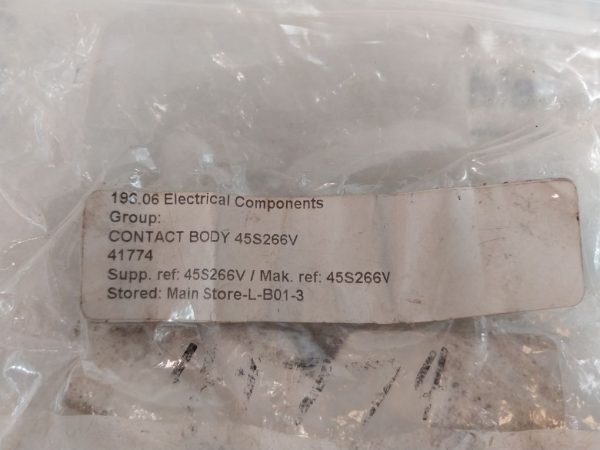 196.06 Electrical Components
Group:
CONTACT BODY 45S266V
41774
Supp. ref: 45S266V / Mak. ref: 45S266V
Stored: Main Store-L-B01-3